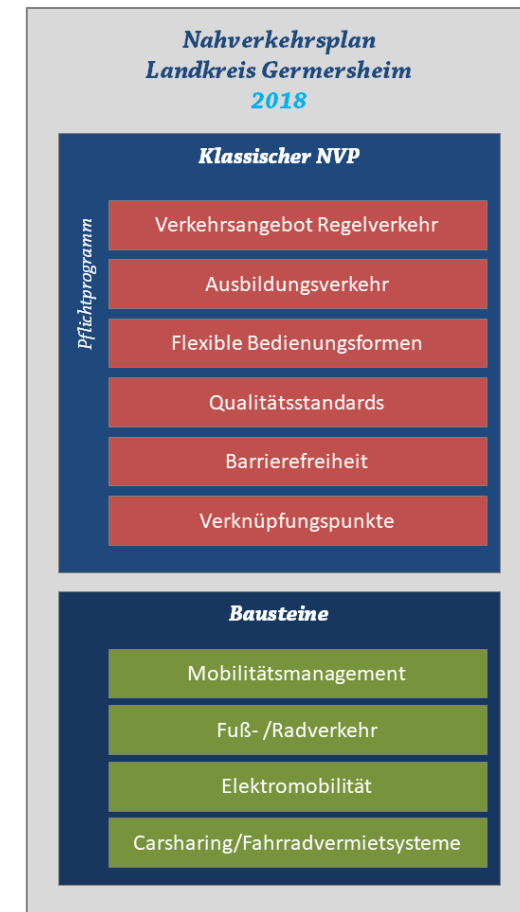 Nahverkehrsplan
Landkreis Germersheim
2018
Klassischer NVP
Pflichtprogramm
Verkehrsangebot Regelverkehr
Ausbildungsverkehr
Flexible Bedienungsformen
Qualitätsstandards
Barrierefreiheit
Verknüpfungspunkte
Bausteine
Mobilitätsmanagement
Fuß- /Radverkehr
Elektromobilität
Carsharing/Fahrradvermietsysteme